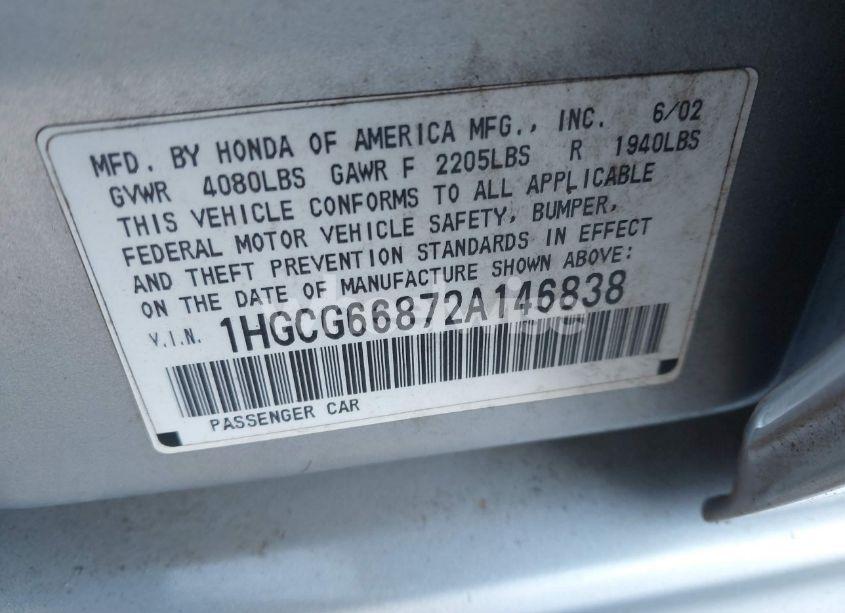 MFD. BY HONDA OF AMERICA MFG., INC. 6/02
GVWR 4080LBS GAWR F 2205LBS R 1940LBS
THIS VEHICLE CONFORMS TO ALL APPLICABLE
FEDERAL MOTOR VEHICLE SAFETY, BUMPER,
AND THEFT PREVENTION STANDARDS IN EFFECT
ON THE DATE OF MANUFACTURE SHOWN ABOVE:
V.I.N. 1HGCG66872A146838
PASSENGER CAR